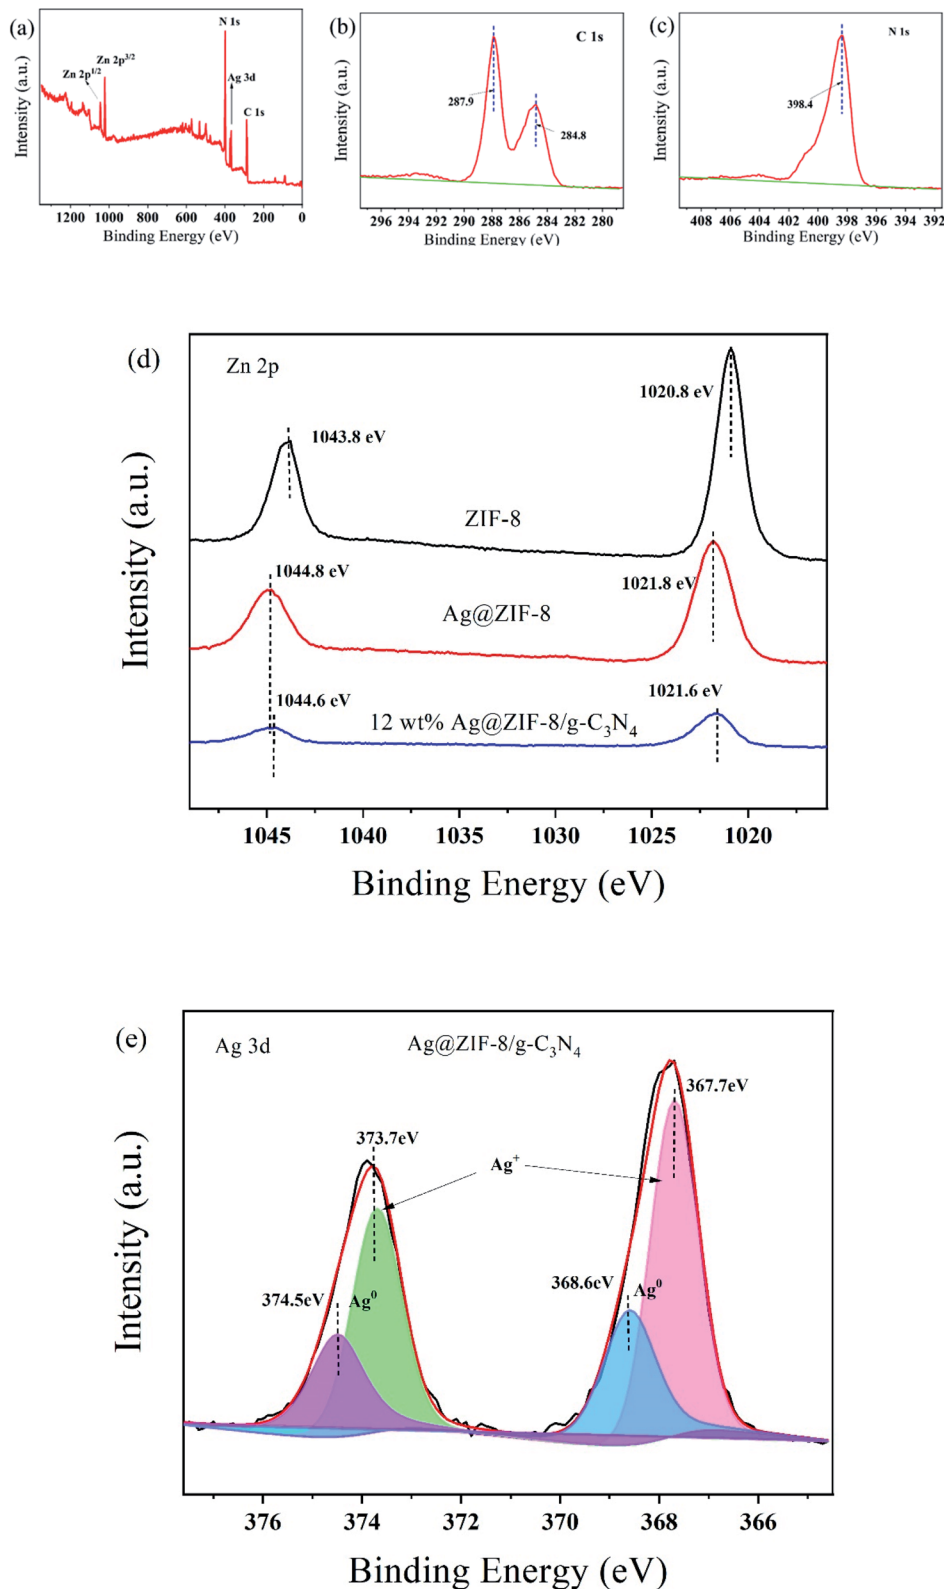 (a)
N 1s
Zn 2p3/2
Zn 2p1/2
Ag 3d
C 1s
Intensity (a.u.)
1200 1000 800 600 400 200 0
Binding Energy (eV)
(b)
C 1s
287.9
284.8
Intensity (a.u.)
296 294 292 290 288 286 284 282 280
Binding Energy (eV)
(c)
N 1s
398.4
Intensity (a.u.)
408 406 404 402 400 398 396 394 392
Binding Energy (eV)
(d)
Zn 2p
1020.8 eV
1043.8 eV
ZIF-8
1044.8 eV
1021.8 eV
Ag@ZIF-8
1044.6 eV
1021.6 eV
12 wt% Ag@ZIF-8/g-C3N4
Intensity (a.u.)
1045 1040 1035 1030 1025 1020
Binding Energy (eV)
(e)
Ag 3d
Ag@ZIF-8/g-C3N4
367.7eV
373.7eV
Ag+
374.5eV
Ag0
368.6eV
Ag0
Intensity (a.u.)
376 374 372 370 368 366
Binding Energy (eV)